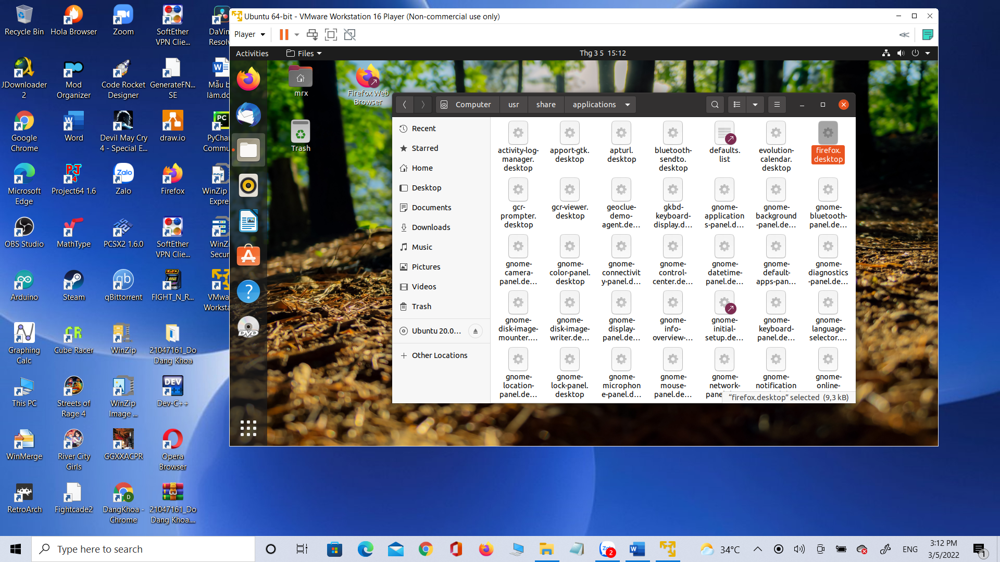 Recycle Bin
Hola Browser
Zoom
SoftEther
VPN Clie...
DaVin
Resol
JDownloader
2
Mod
Organizer
Code Rocket
Designer
GenerateFN...
SE
Mẫu b
làm.do
Google
Chrome
Word
Devil May Cry
4 - Special E...
draw.io
PyChar
Commu
Microsoft
Edge
Project64 1.6
Zalo
Firefox
WinZip
Expre
OBS Studio
MathType
PCSX2 1.6.0
SoftEther
VPN Clie...
WinZi
Secur
Arduino
Steam
qBittorrent
FIGHT_N_R...
VMwa
Workst
Graphing
Calc
Cube Racer
WinZip
21047161_Do
Dang Khoa
This PC
Streets of
Rage 4
WinZip
Image ...
Dev-C++
WinMerge
River City
Girls
GGXXACPR
Opera
Browser
RetroArch
Fightcade2
DangKhoa -
Chrome
21047161_Do
Dang Khoa....
Ubuntu 64-bit - VMware Workstation 16 Player (Non-commercial use only)
Player
Activities
Files
Thg 3 5 15:12
mrx
Firefox Web
Browser
Trash
Computer
usr
share
applications
Recent
Starred
Home
Desktop
Documents
Downloads
Music
Pictures
Videos
Trash
Ubuntu 20.0...
Other Locations
activity-log-
manager.
desktop
apport-gtk.
desktop
apturl.
desktop
bluetooth-
sendto.
desktop
defaults.
list
evolution-
calendar.
desktop
firefox.
desktop
gcr-
prompter.
desktop
gcr-viewer.
desktop
geoclue-
demo-
agent.de...
gkbd-
keyboard-
display.d...
gnome-
application
s-panel.d...
gnome-
background
-panel.de...
gnome-
bluetooth-
panel.de...
gnome-
camera-
panel.de...
gnome-
color-panel.
desktop
gnome-
connectivit
y-panel.d...
gnome-
control-
center.de...
gnome-
datetime-
panel.de...
gnome-
default-
apps-pan...
gnome-
diagnostics
-panel.de...
gnome-
disk-image-
mounter....
gnome-
disk-image-
writer.de...
gnome-
display-
panel.de...
gnome-
info-
overview-...
gnome-
initial-
setup.de...
gnome-
keyboard-
panel.de...
gnome-
language-
selector....
gnome-
location-
panel.de...
gnome-
lock-panel.
desktop
gnome-
microphon
e-panel.d...
gnome-
mouse-
panel.de...
gnome-
network-
pane
gnome-
notification
gnome-
online-
“firefox.desktop” selected (9,3 kB)
Type here to search
2
34°C
ENG
3:12 PM
3/5/2022
1